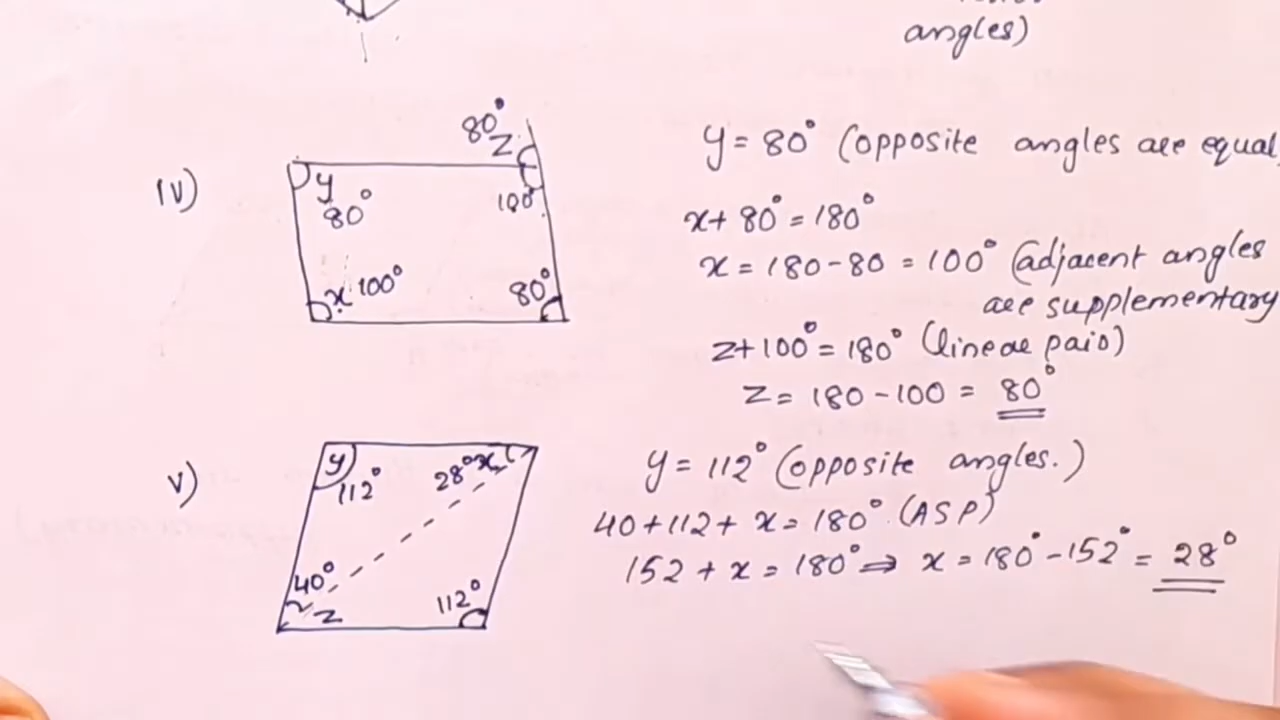 angles)
iv)
80°
z
y
80°
100°
x 100°
80°
y = 80° (opposite angles are equal
x + 80° = 180°
x = 180 - 80 = 100° (adjacent angles
are supplementary
z + 100° = 180° (linear pair)
z = 180 - 100 = 80°
v)
y
112°
28° x
40°
z
112°
y = 112° (opposite angles.)
40 + 112 + x = 180° (ASP)
152 + x = 180° ⇒ x = 180° - 152° = 28°